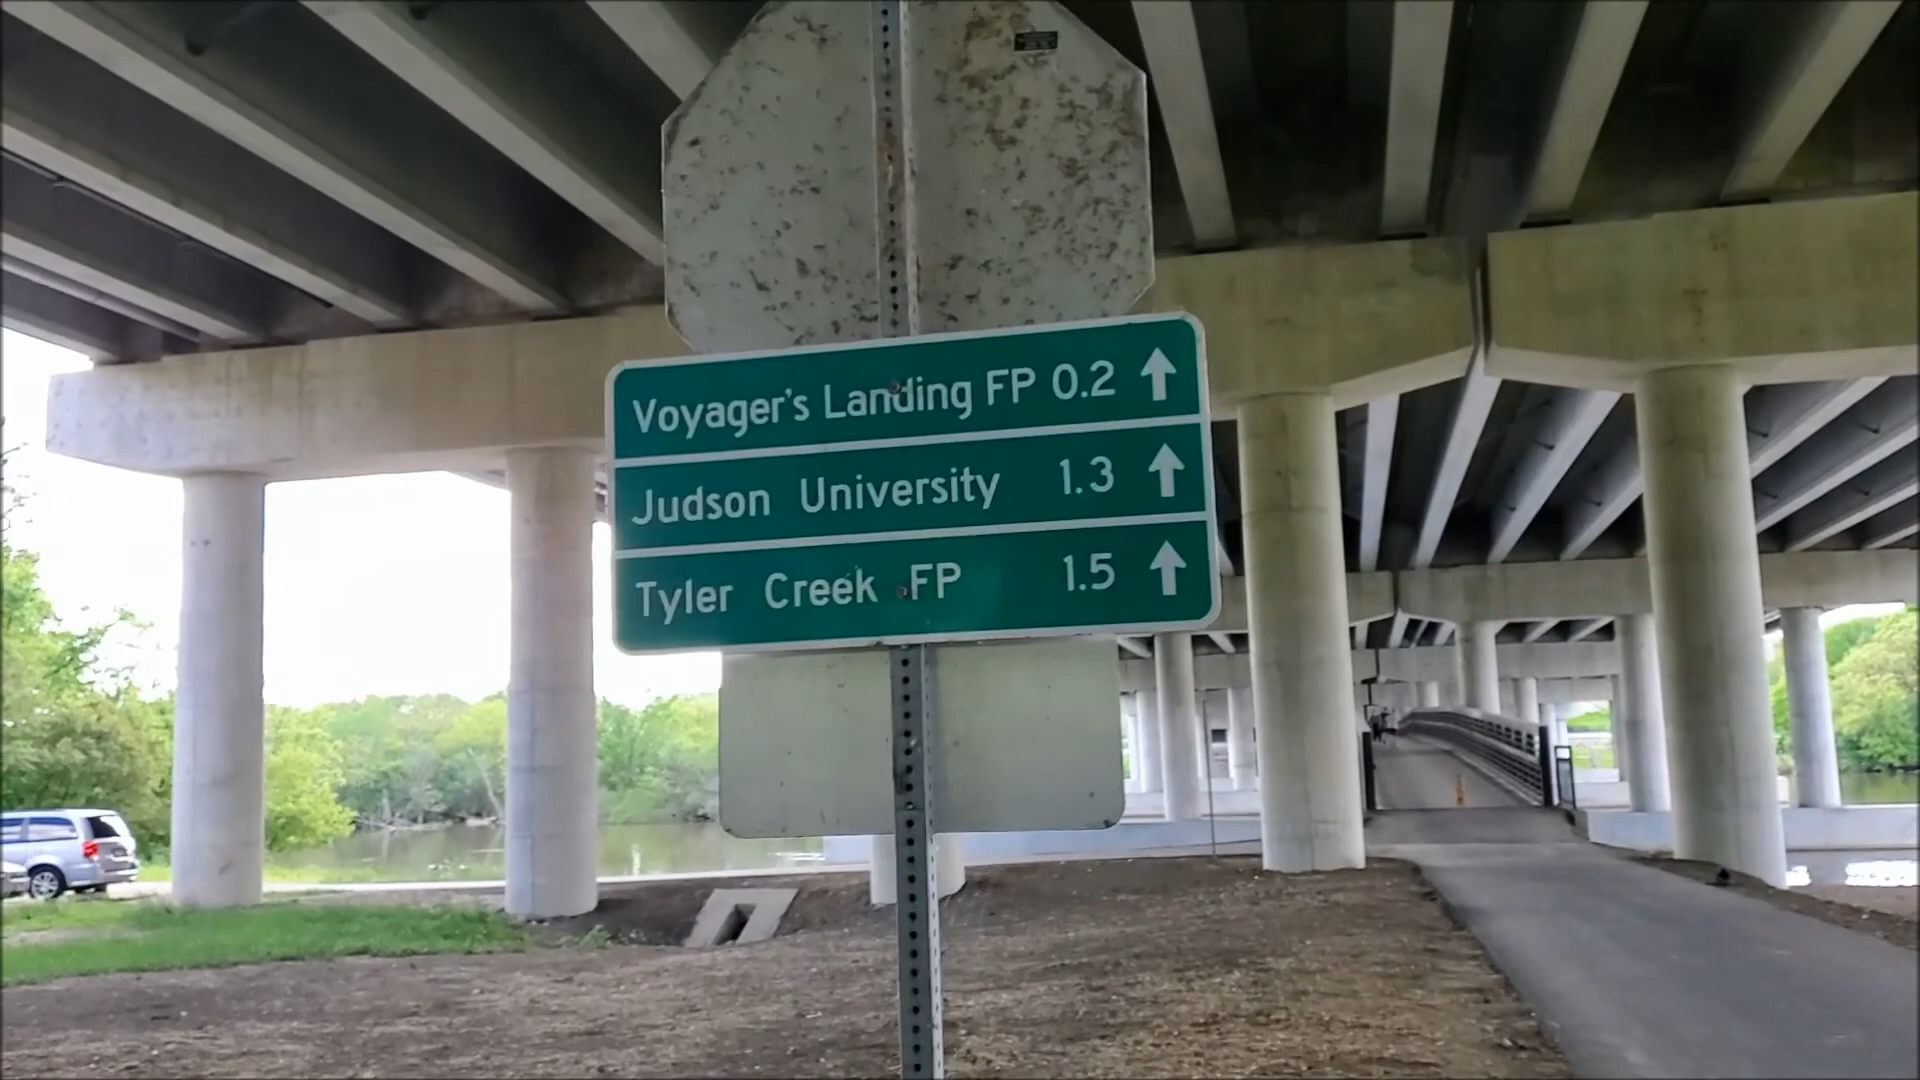 Voyager's Landing FP 0.2 ↑
Judson University 1.3 ↑
Tyler Creek FP 1.5 ↑